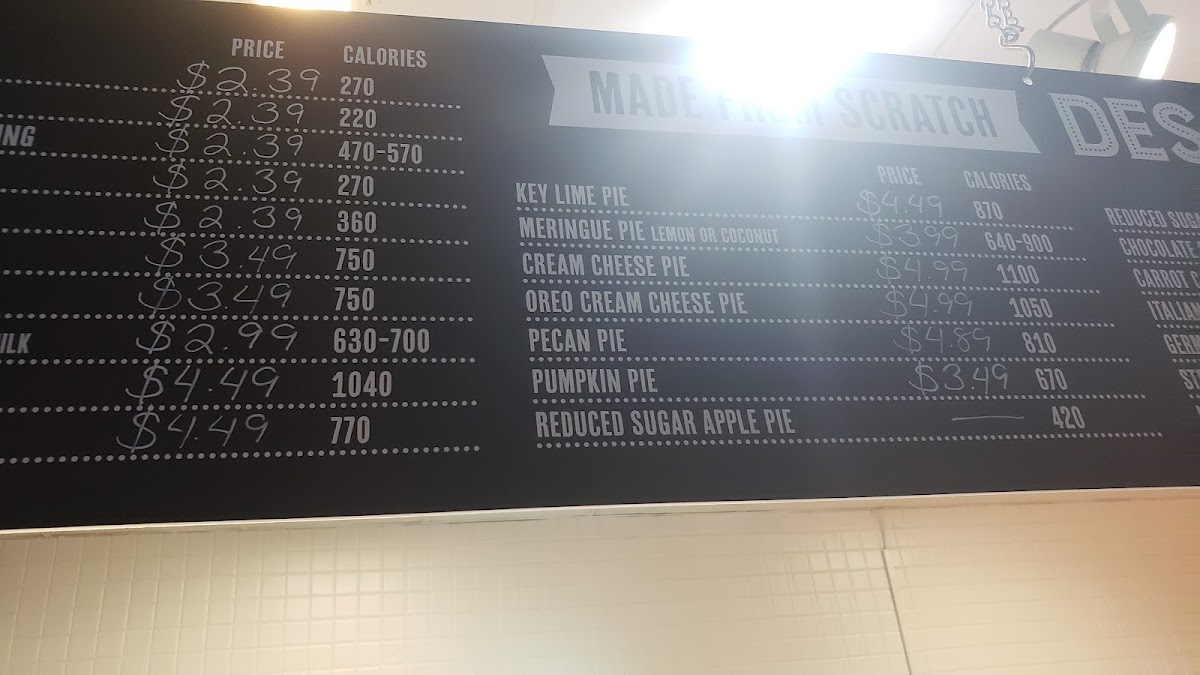 PRICE CALORIES
$2.39 270
$2.39 220
$2.39 470-570
$2.39 270
$2.39 360
$3.49 750
$3.49 750
$2.99 630-700
$4.49 1040
$4.49 770
MADE FROM SCRATCH
PRICE CALORIES
KEY LIME PIE $4.49 870
MERINGUE PIE LEMON OR COCONUT $3.99 640-900
CREAM CHEESE PIE $4.99 1100
OREO CREAM CHEESE PIE $4.99 1050
PECAN PIE $4.89 810
PUMPKIN PIE $3.49 670
REDUCED SUGAR APPLE PIE — 420
DES
REDUCED SUGA
CHOCOLATE
CARROT C
ITALIAN
GERM
ST